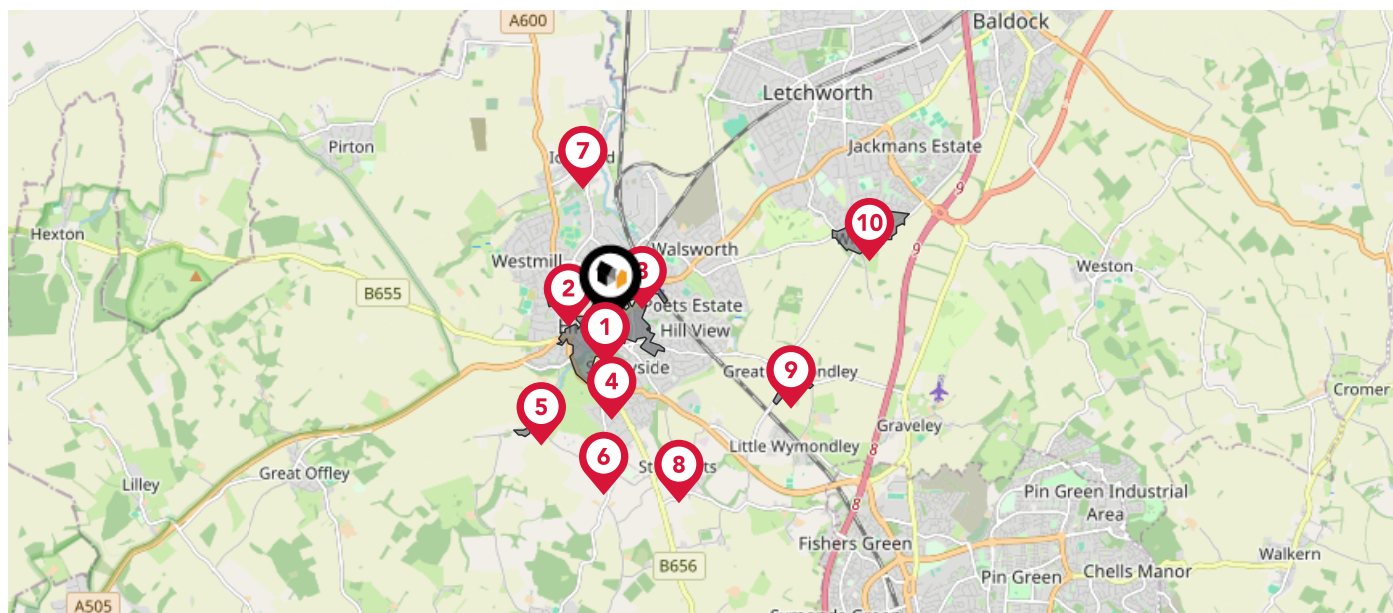 A600
Baldock
Letchworth
Pirton
Jackmans Estate
7
9
10
Hexton
9
Walsworth
Westmill
3
Weston
2
B655
Poets Estate
1
Hill View
4
Great
9
Cromer
5
Graveley
Little Wymondley
6
8
8
Great Offley
Lilley
Pin Green Industrial
Area
8
Fishers Green
Walkern
B656
Chells Manor
Pin Green
A505